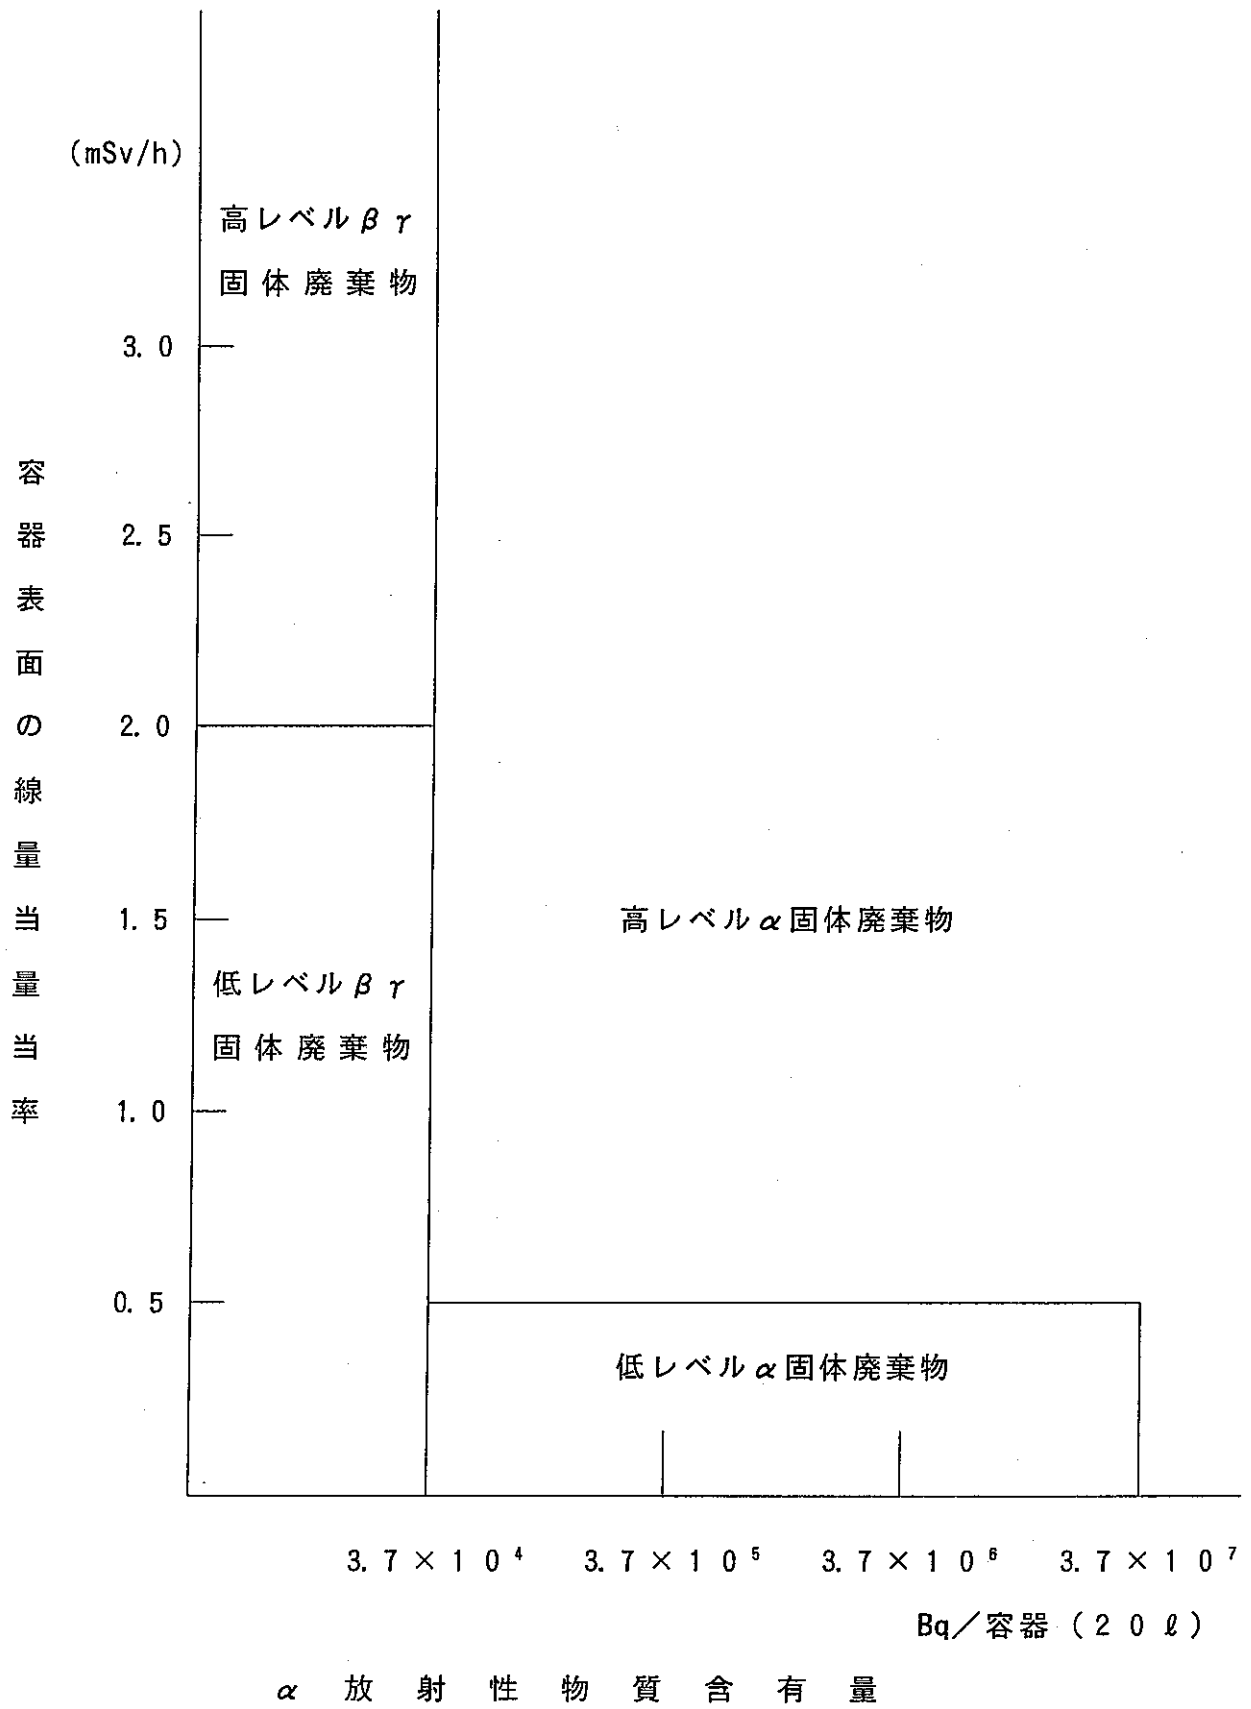 (mSv/h)
高レベルβγ
固体廃棄物
3.0
2.5
2.0
1.5
1.0
0.5
容器表面の線量当量当率
低レベルβγ
固体廃棄物
高レベルα固体廃棄物
低レベルα固体廃棄物
3.7×10⁴ 3.7×10⁵ 3.7×10⁶ 3.7×10⁷
Bq/容器(20ℓ)
α放射性物質含有量